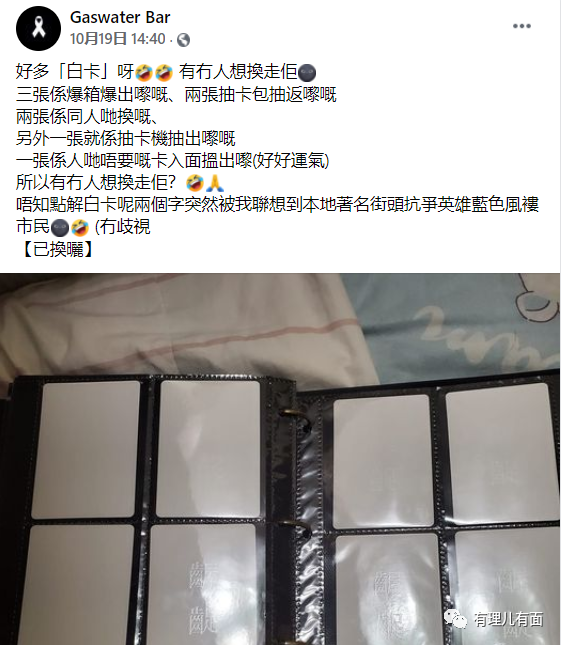 Gaswater Bar
10月19日 14:40
好多「白卡」呀🤣🤣 有冇人想換走佢🌚
三張係爆箱爆出嚟嘅、兩張抽卡包抽返嚟嘅
兩張係同人哋換嘅、
另外一張就係抽卡機抽出嚟嘅
一張係人哋唔要嘅卡入面搵出嚟(好好運氣)
所以有冇人想換走佢? 🤣🙏
唔知點解白卡呢兩個字突然被我聯想到本地著名街頭抗爭英雄藍色風褸
市民🌚🤣 (冇歧視
【已換曬】
齲齲
有理儿有面